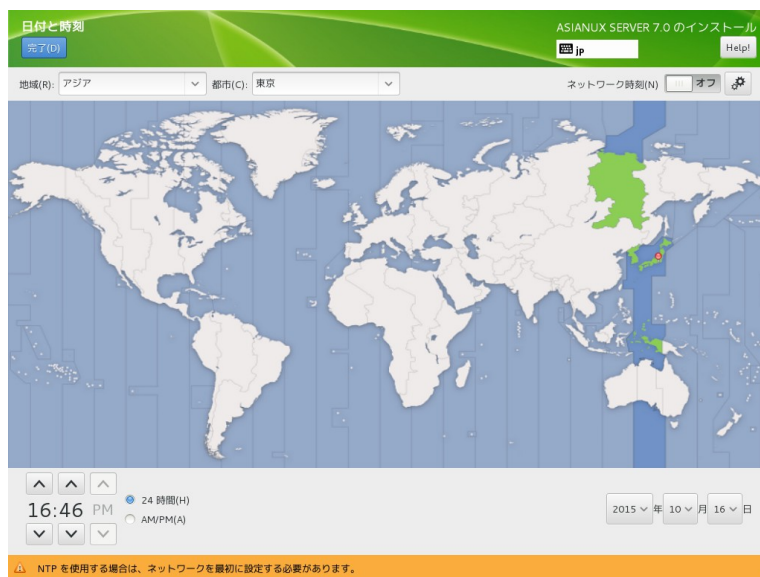 日付と時刻
ASIANUX SERVER 7.0 のインストール
完了(D)
jp
Help!
地域(R): アジア 都市(C): 東京 ネットワーク時刻(N) オフ
16:46 PM
24 時間(H)
AM/PM(A)
2015 年 10 月 16 日
NTP を使用する場合は、ネットワークを最初に設定する必要があります。